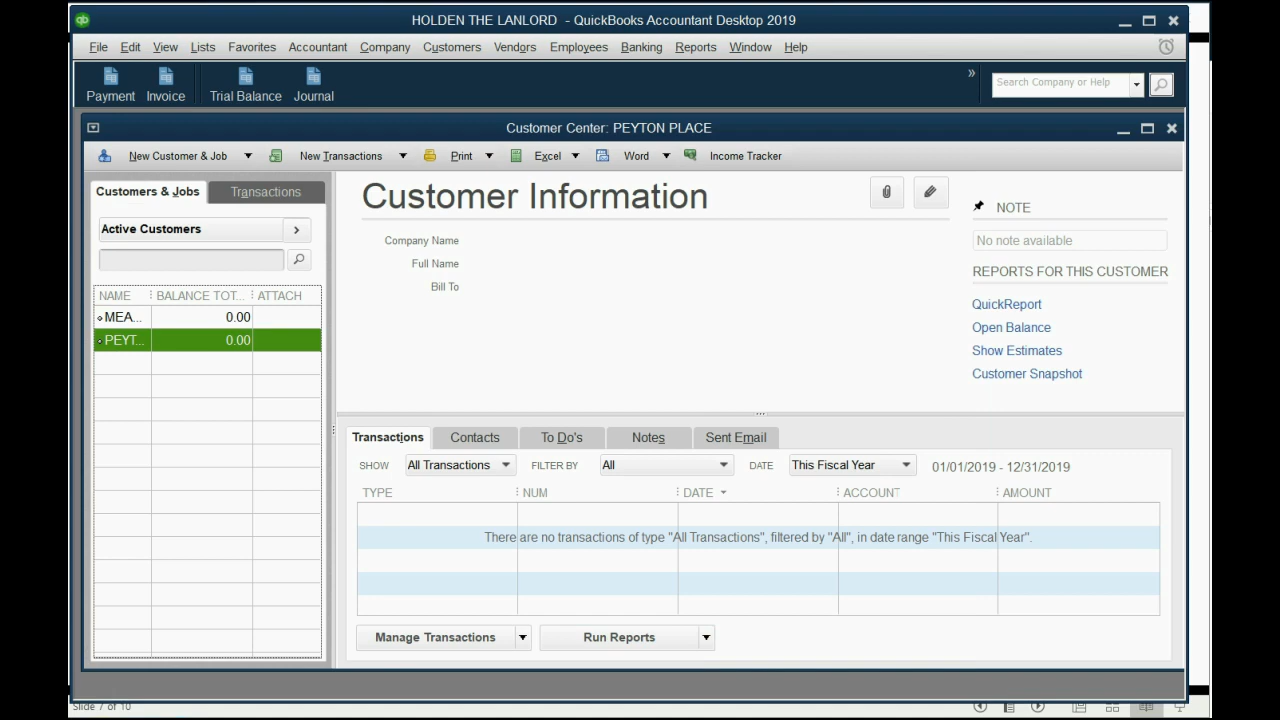 HOLDEN THE LANLORD - QuickBooks Accountant Desktop 2019
File Edit View Lists Favorites Accountant Company Customers Vendors Employees Banking Reports Window Help
Payment Invoice Trial Balance Journal » Search Company or Help
Customer Center: PEYTON PLACE
New Customer & Job New Transactions Print Excel Word Income Tracker
Customers & Jobs Transactions
Active Customers
NAME BALANCE TOT... ATTACH
MEA... 0.00
PEYT... 0.00
Customer Information
Company Name
Full Name
Bill To
NOTE
No note available
REPORTS FOR THIS CUSTOMER
QuickReport
Open Balance
Show Estimates
Customer Snapshot
Transactions Contacts To Do's Notes Sent Email
SHOW All Transactions FILTER BY All DATE This Fiscal Year 01/01/2019 - 12/31/2019
TYPE NUM DATE ACCOUNT AMOUNT
There are no transactions of type "All Transactions", filtered by "All", in date range "This Fiscal Year".
Manage Transactions Run Reports
Slide 7 of 10